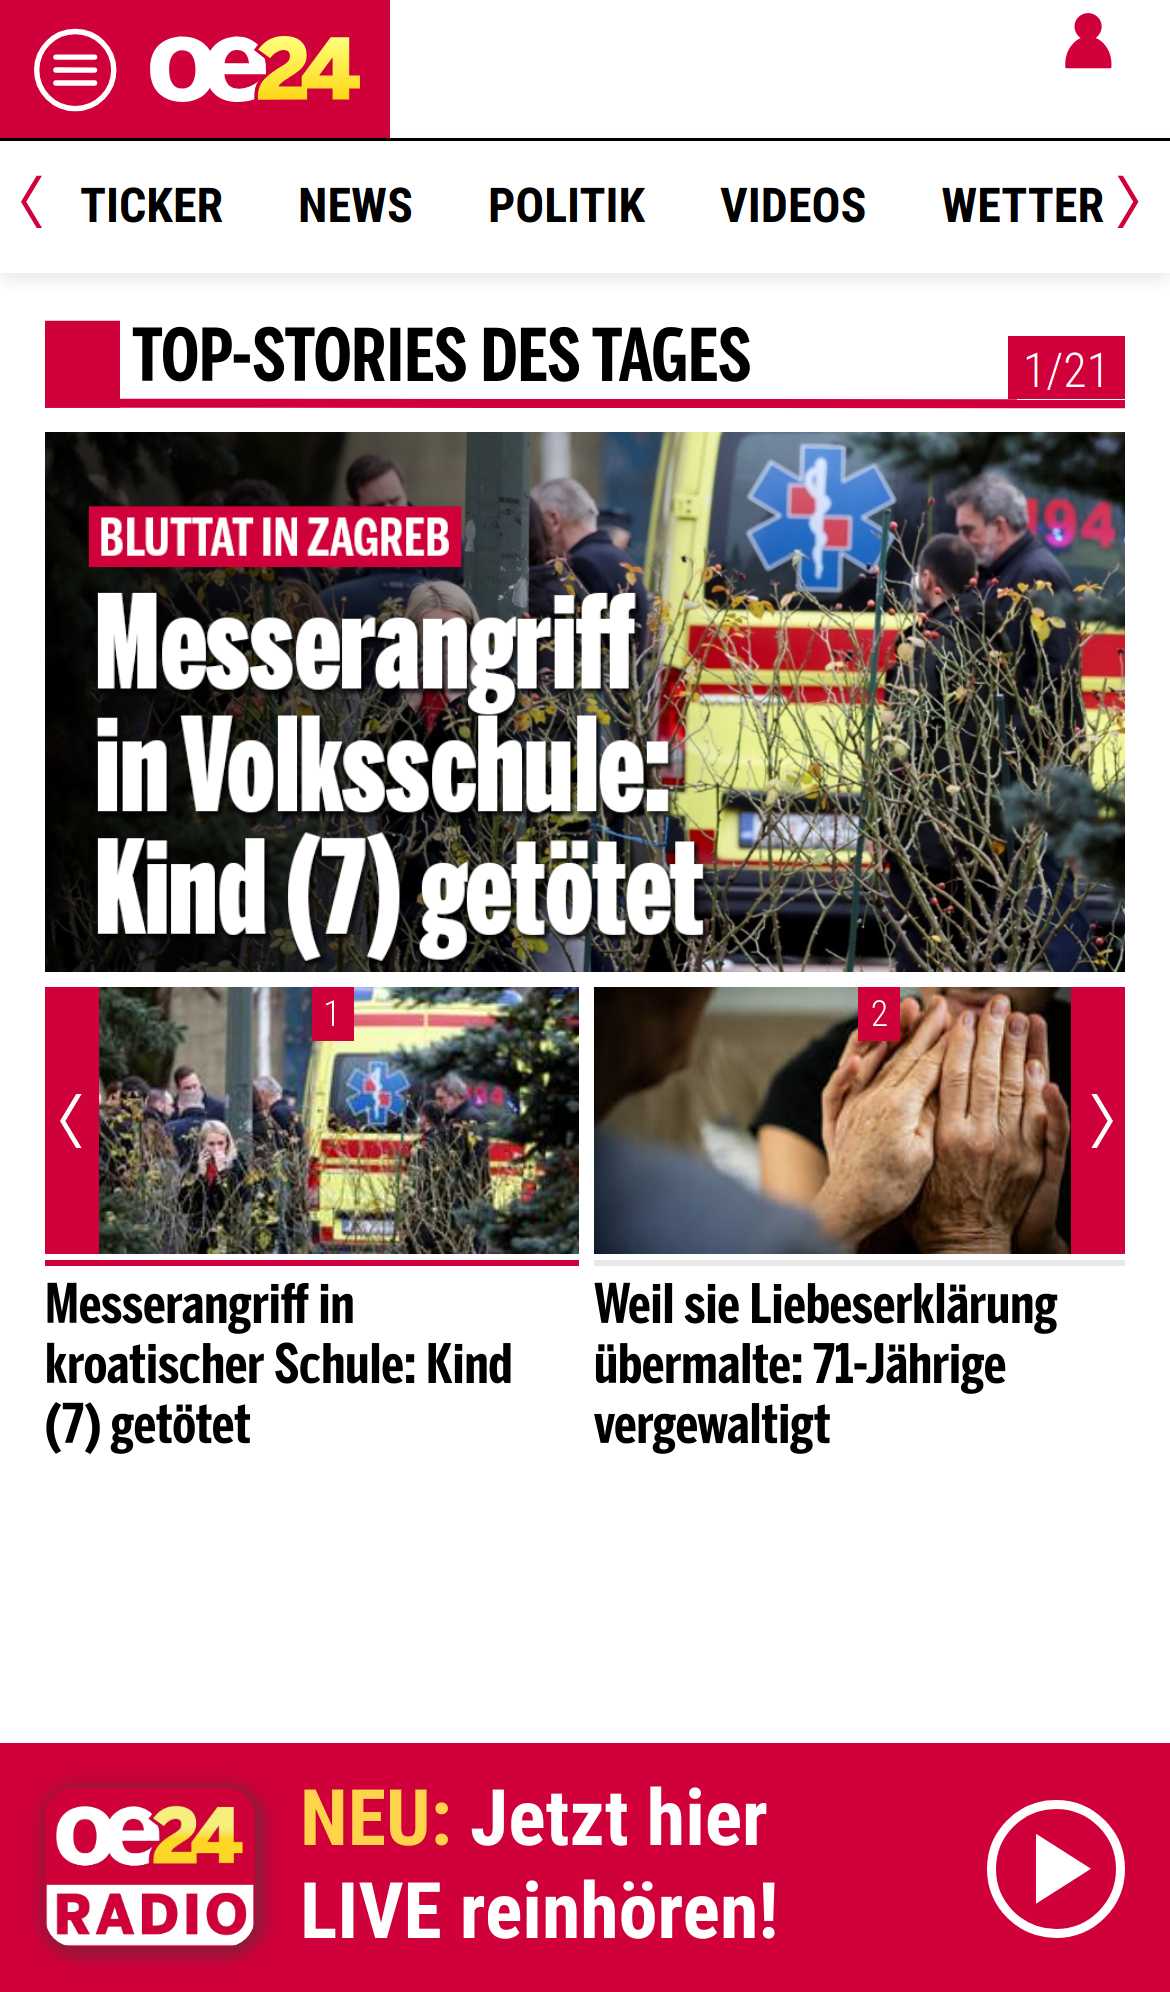 oe24
TICKER NEWS POLITIK VIDEOS WETTER
TOP-STORIES DES TAGES
1/21
194
BLUTTAT IN ZAGREB
Messerangriff
in Volksschule:
Kind (7) getötet
1
194
2
Messerangriff in
kroatischer Schule: Kind
(7) getötet
Weil sie Liebeserklärung
übermalte: 71-Jährige
vergewaltigt
oe24
RADIO
NEU: Jetzt hier
LIVE reinhören!